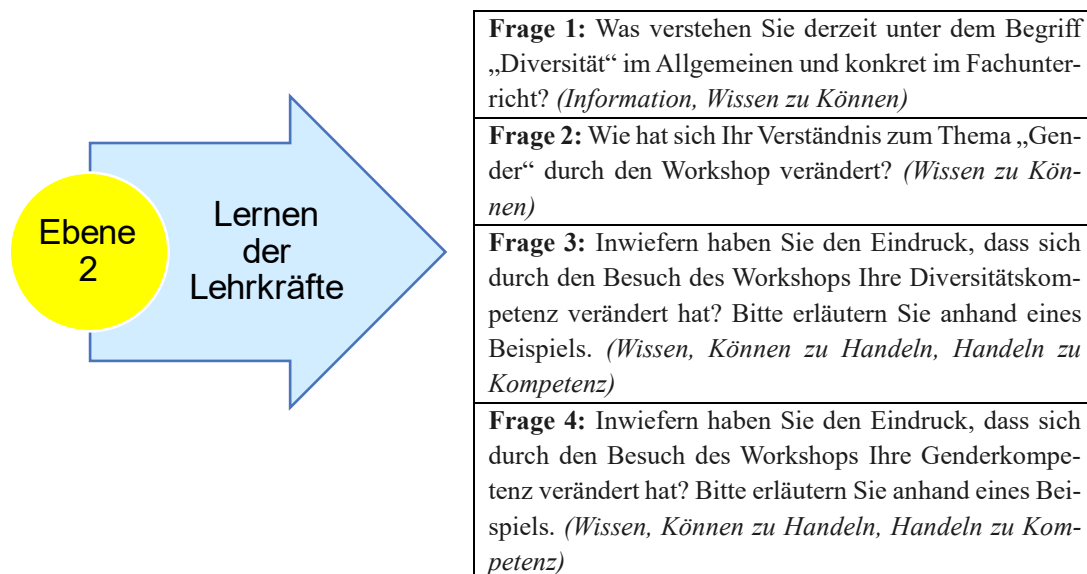 Ebene
2
Lernen
der
Lehrkräfte
Frage 1: Was verstehen Sie derzeit unter dem Begriff
„Diversität“ im Allgemeinen und konkret im Fachunter-
richt? (Information, Wissen zu Können)
Frage 2: Wie hat sich Ihr Verständnis zum Thema „Gen-
der“ durch den Workshop verändert? (Wissen zu Kön-
nen)
Frage 3: Inwiefern haben Sie den Eindruck, dass sich
durch den Besuch des Workshops Ihre Diversitätskom-
petenz verändert hat? Bitte erläutern Sie anhand eines
Beispiels. (Wissen, Können zu Handeln, Handeln zu
Kompetenz)
Frage 4: Inwiefern haben Sie den Eindruck, dass sich
durch den Besuch des Workshops Ihre Genderkompe-
tenz verändert hat? Bitte erläutern Sie anhand eines Bei-
spiels. (Wissen, Können zu Handeln, Handeln zu Kom-
petenz)